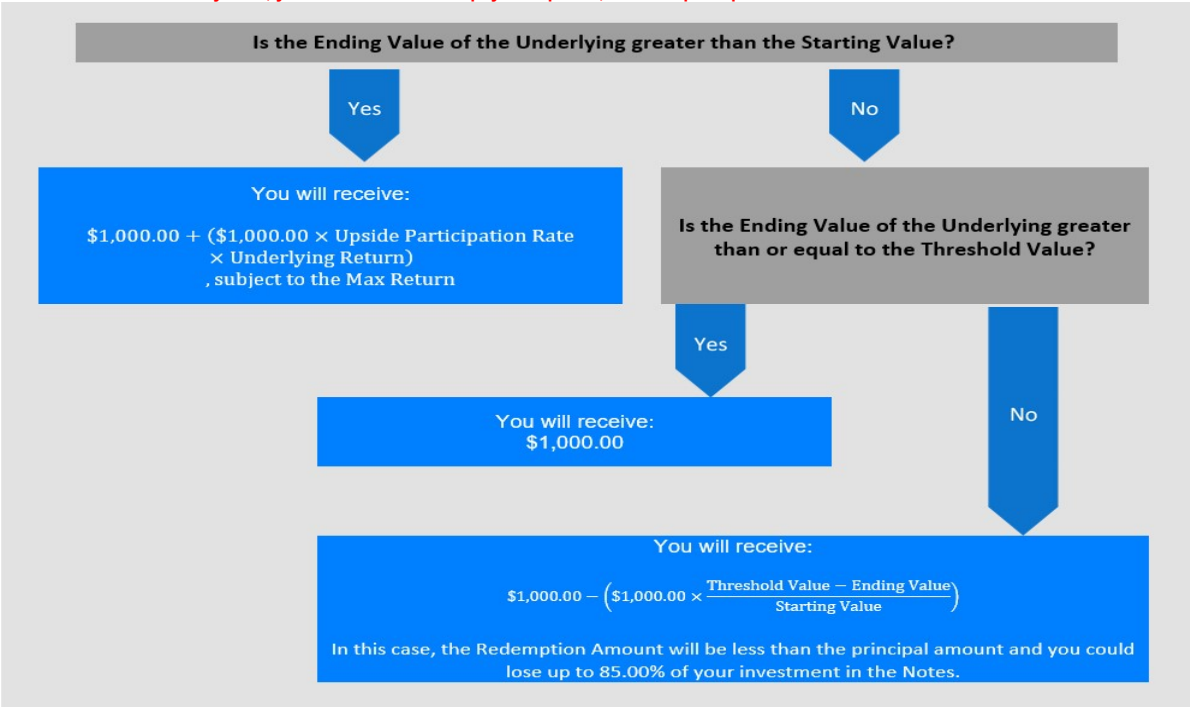 Is the Ending Value of the Underlying greater than the Starting Value?
Yes
No
You will receive:
$1,000.00 + ($1,000.00 × Upside Participation Rate
× Underlying Return)
, subject to the Max Return
Is the Ending Value of the Underlying greater
than or equal to the Threshold Value?
Yes
No
You will receive:
$1,000.00
You will receive:
$1,000.00 − ($1,000.00 × Threshold Value − Ending Value
Starting Value)
In this case, the Redemption Amount will be less than the principal amount and you could
lose up to 85.00% of your investment in the Notes.